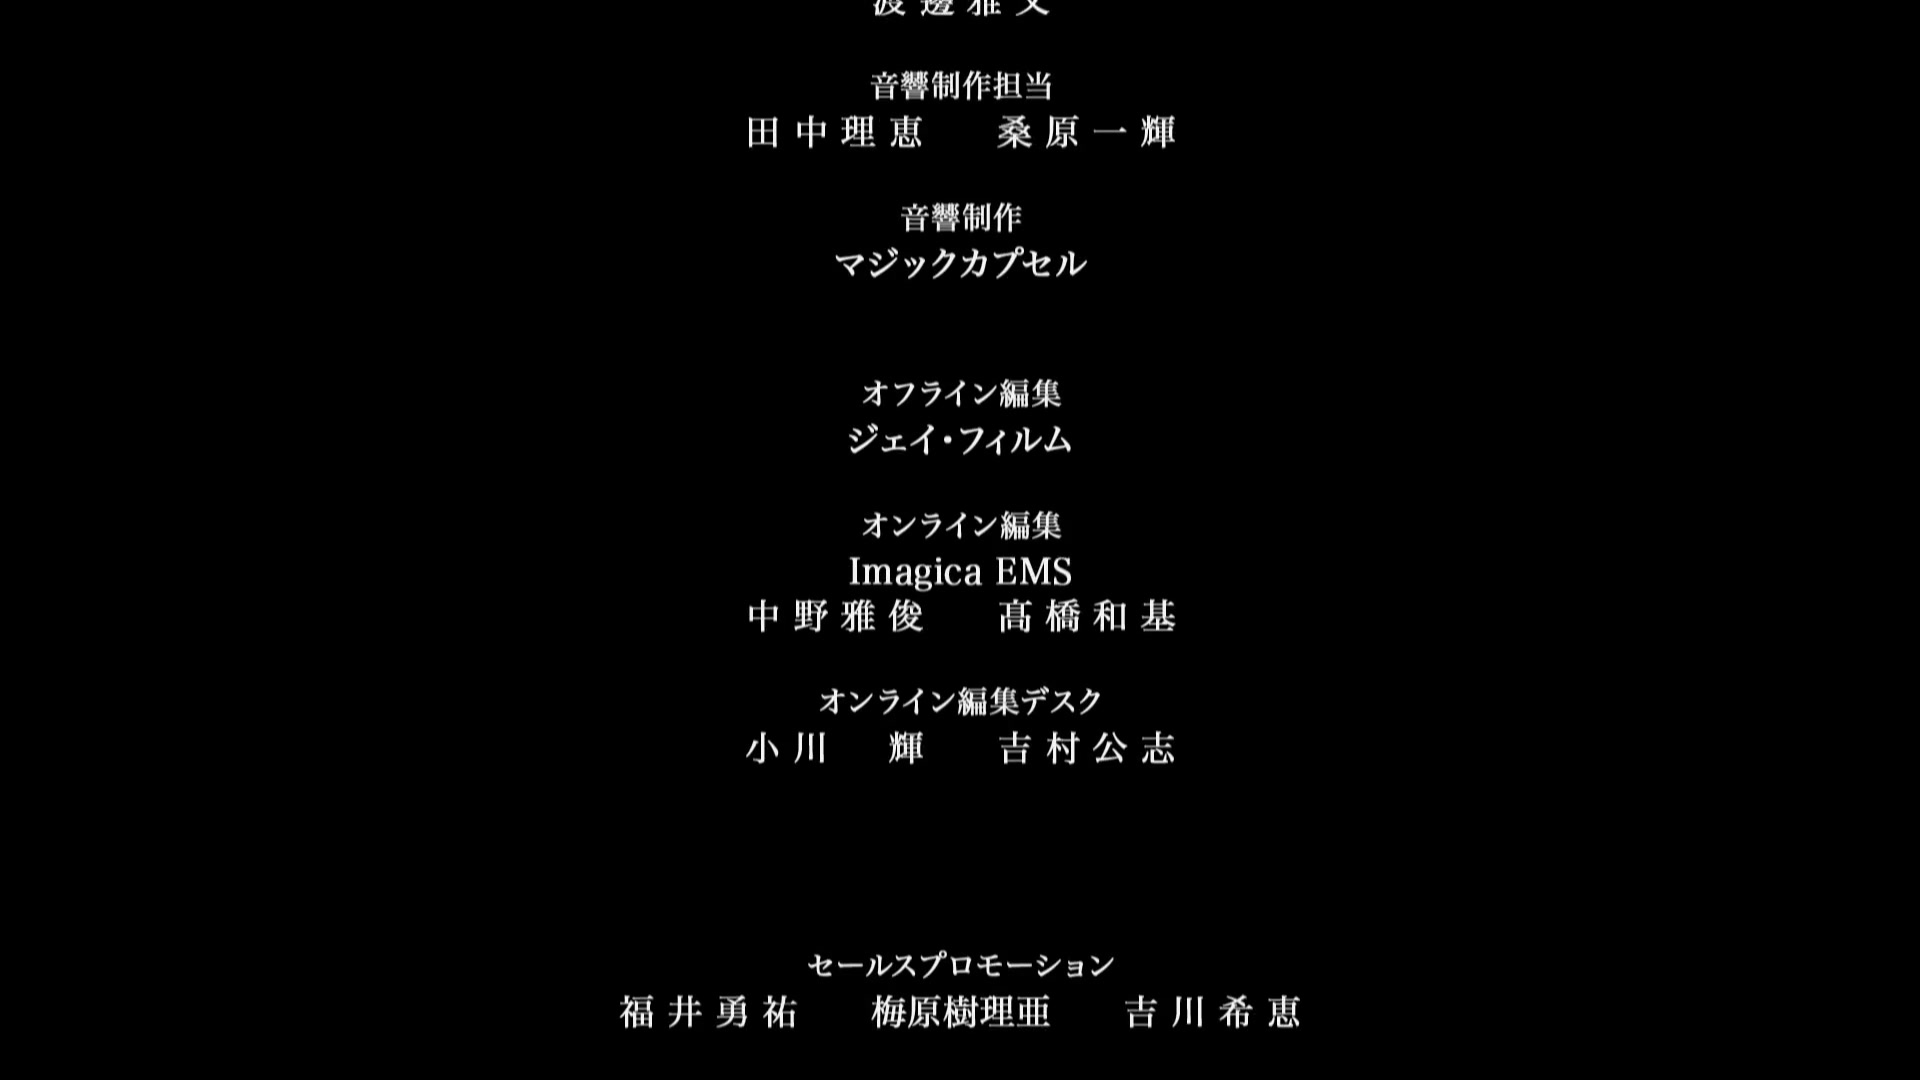 渡邊雅文
音響制作担当
田中理恵　桑原一輝
音響制作
マジックカプセル
オフライン編集
ジェイ・フィルム
オンライン編集
Imagica EMS
中野雅俊　髙橋和基
オンライン編集デスク
小川　輝　吉村公志
セールスプロモーション
福井勇祐　梅原樹理亜　吉川希恵